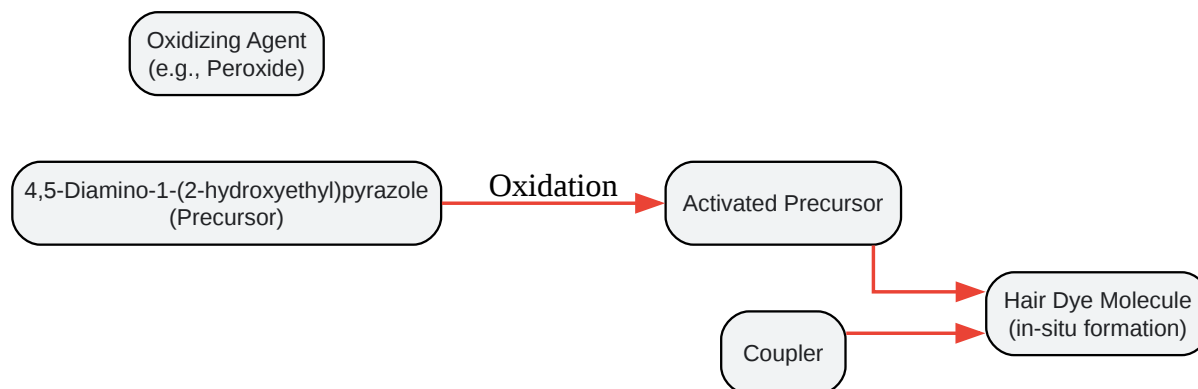 Oxidizing Agent
(e.g., Peroxide)
4,5-Diamino-1-(2-hydroxyethyl)pyrazole
(Precursor)
Oxidation
Activated Precursor
Hair Dye Molecule
(in-situ formation)
Coupler